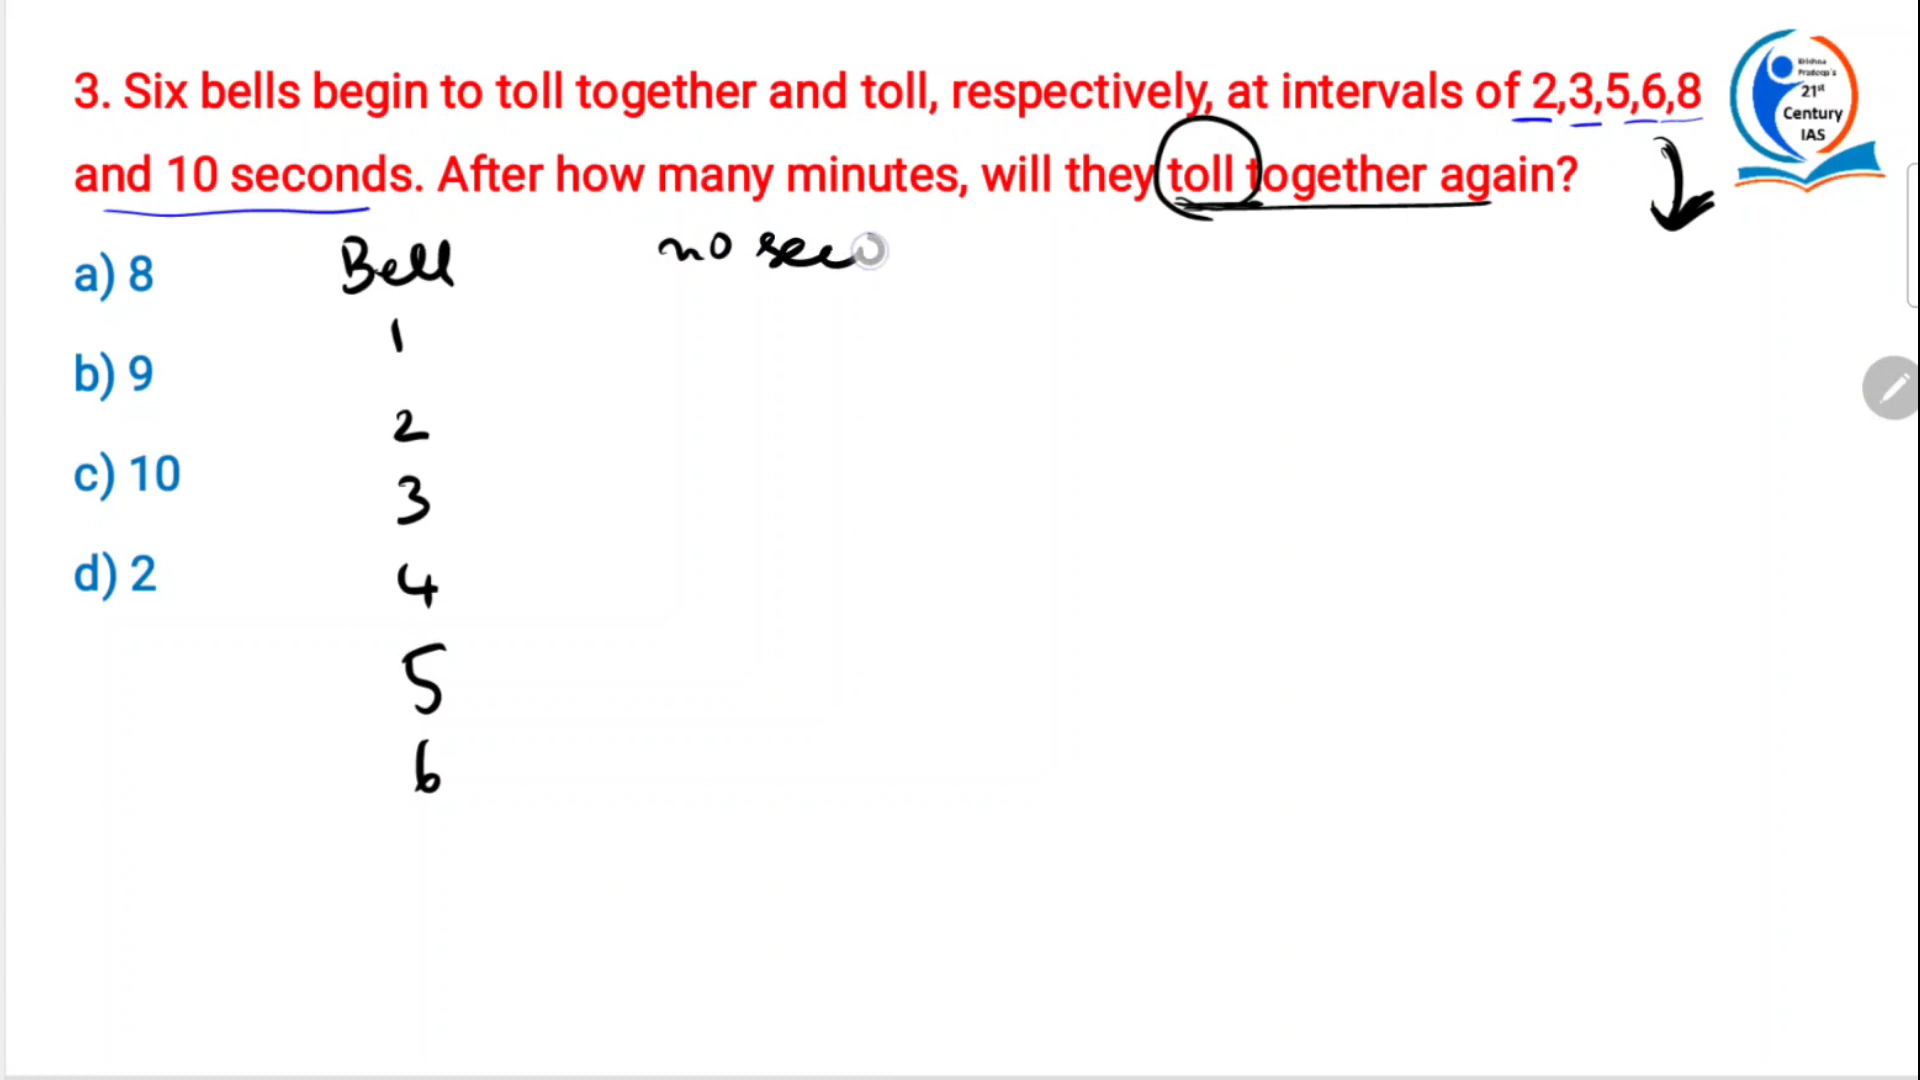 3. Six bells begin to toll together and toll, respectively, at intervals of 2,3,5,6,8
and 10 seconds. After how many minutes, will they toll together again?
Krishna
Pradeep's
21st
Century
IAS
a) 8
Bell
no sec
1
b) 9
2
c) 10
3
d) 2
4
5
6